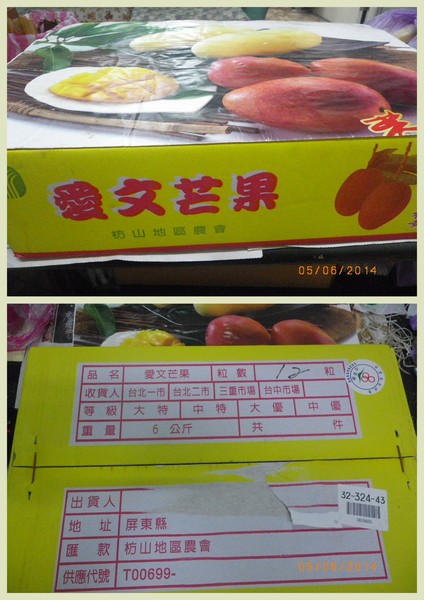 愛文芒果
枋山地區農會
05/06/2014
品名 愛文芒果 粒數 12 粒
收貨人 台北一市 台北二市 三重市場 台中市場
等級 大特 中特 大優 中優
重量 6公斤 共 件
出貨人
32-324-43
地址 屏東縣
匯款 枋山地區農會
供應代號 T00699-
05/06/2014